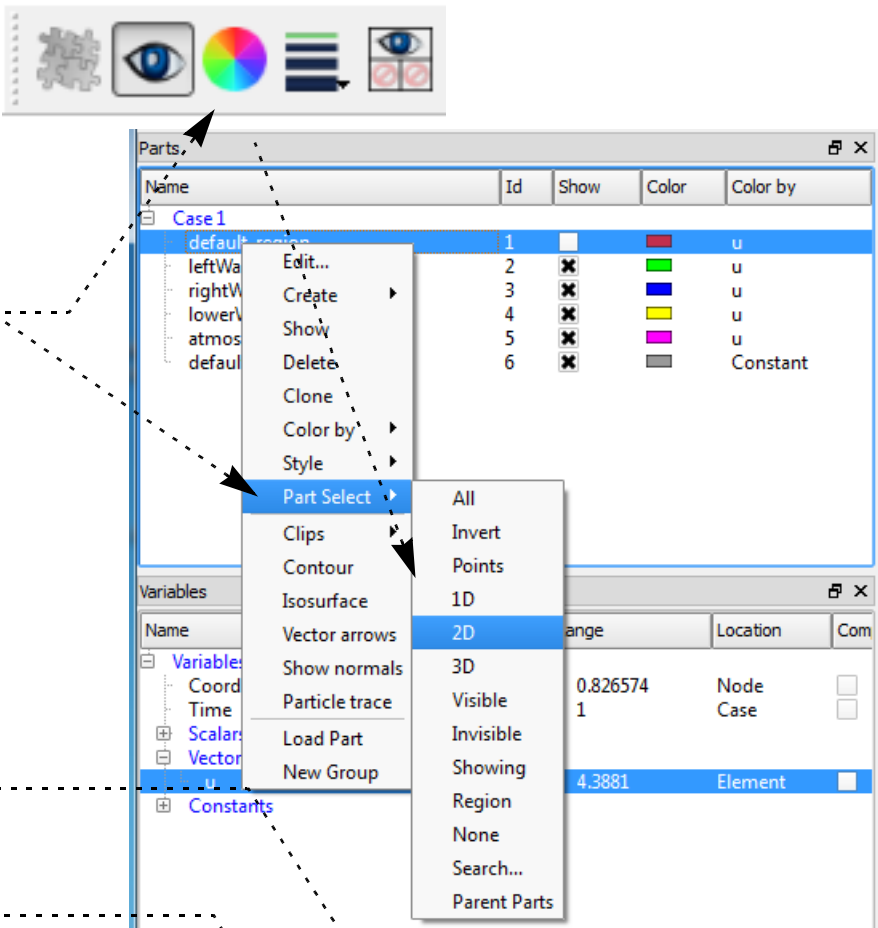 Parts
Name Id Show Color Color by
Case 1
default_region 1 u
leftWa 2 u
rightW 3 u
lowerW 4 u
atmos 5 u
defaul 6 Constant
Edit...
Create
Show
Delete
Clone
Color by
Style
Part Select
Clips
Contour
Isosurface
Vector arrows
Show normals
Particle trace
Load Part
New Group
All
Invert
Points
1D
2D
3D
Visible
Invisible
Showing
Region
None
Search...
Parent Parts
Variables
Name ange Location Com
Variables
Coord 0.826574 Node
Time 1 Case
Scalars
Vector
u 4.3881 Element
Constants